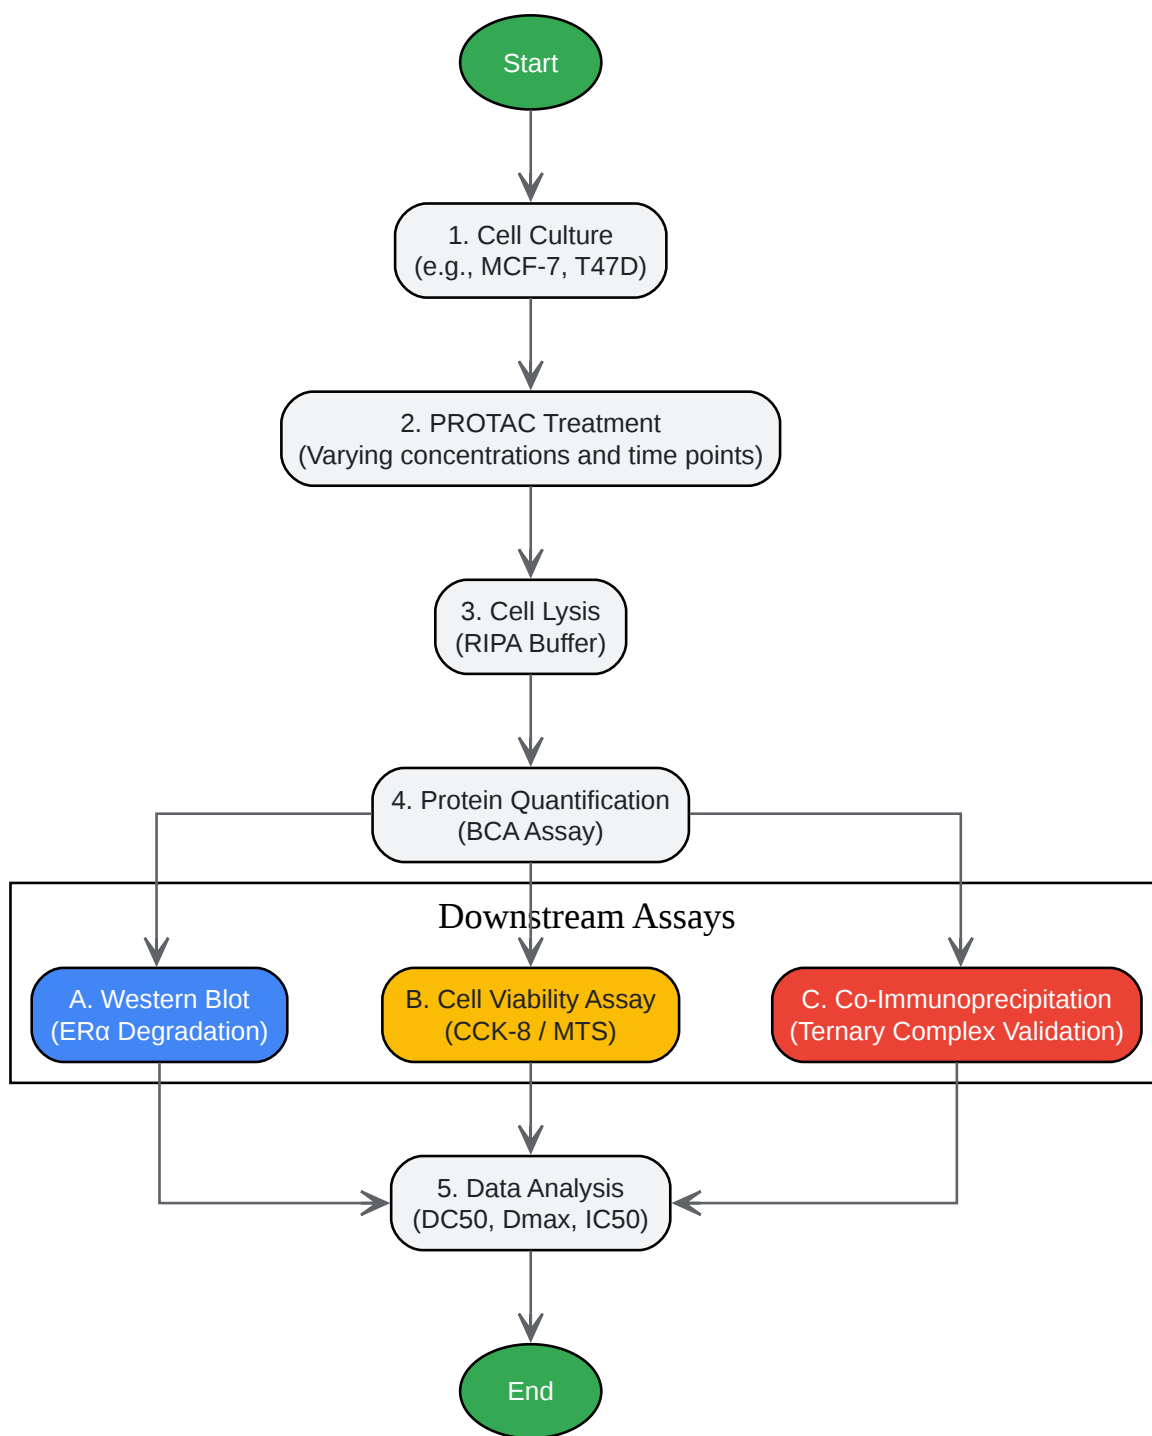 Start
1. Cell Culture
(e.g., MCF-7, T47D)
2. PROTAC Treatment
(Varying concentrations and time points)
3. Cell Lysis
(RIPA Buffer)
4. Protein Quantification
(BCA Assay)
Downstream Assays
A. Western Blot
(ERα Degradation)
B. Cell Viability Assay
(CCK-8 / MTS)
C. Co-Immunoprecipitation
(Ternary Complex Validation)
5. Data Analysis
(DC50, Dmax, IC50)
End